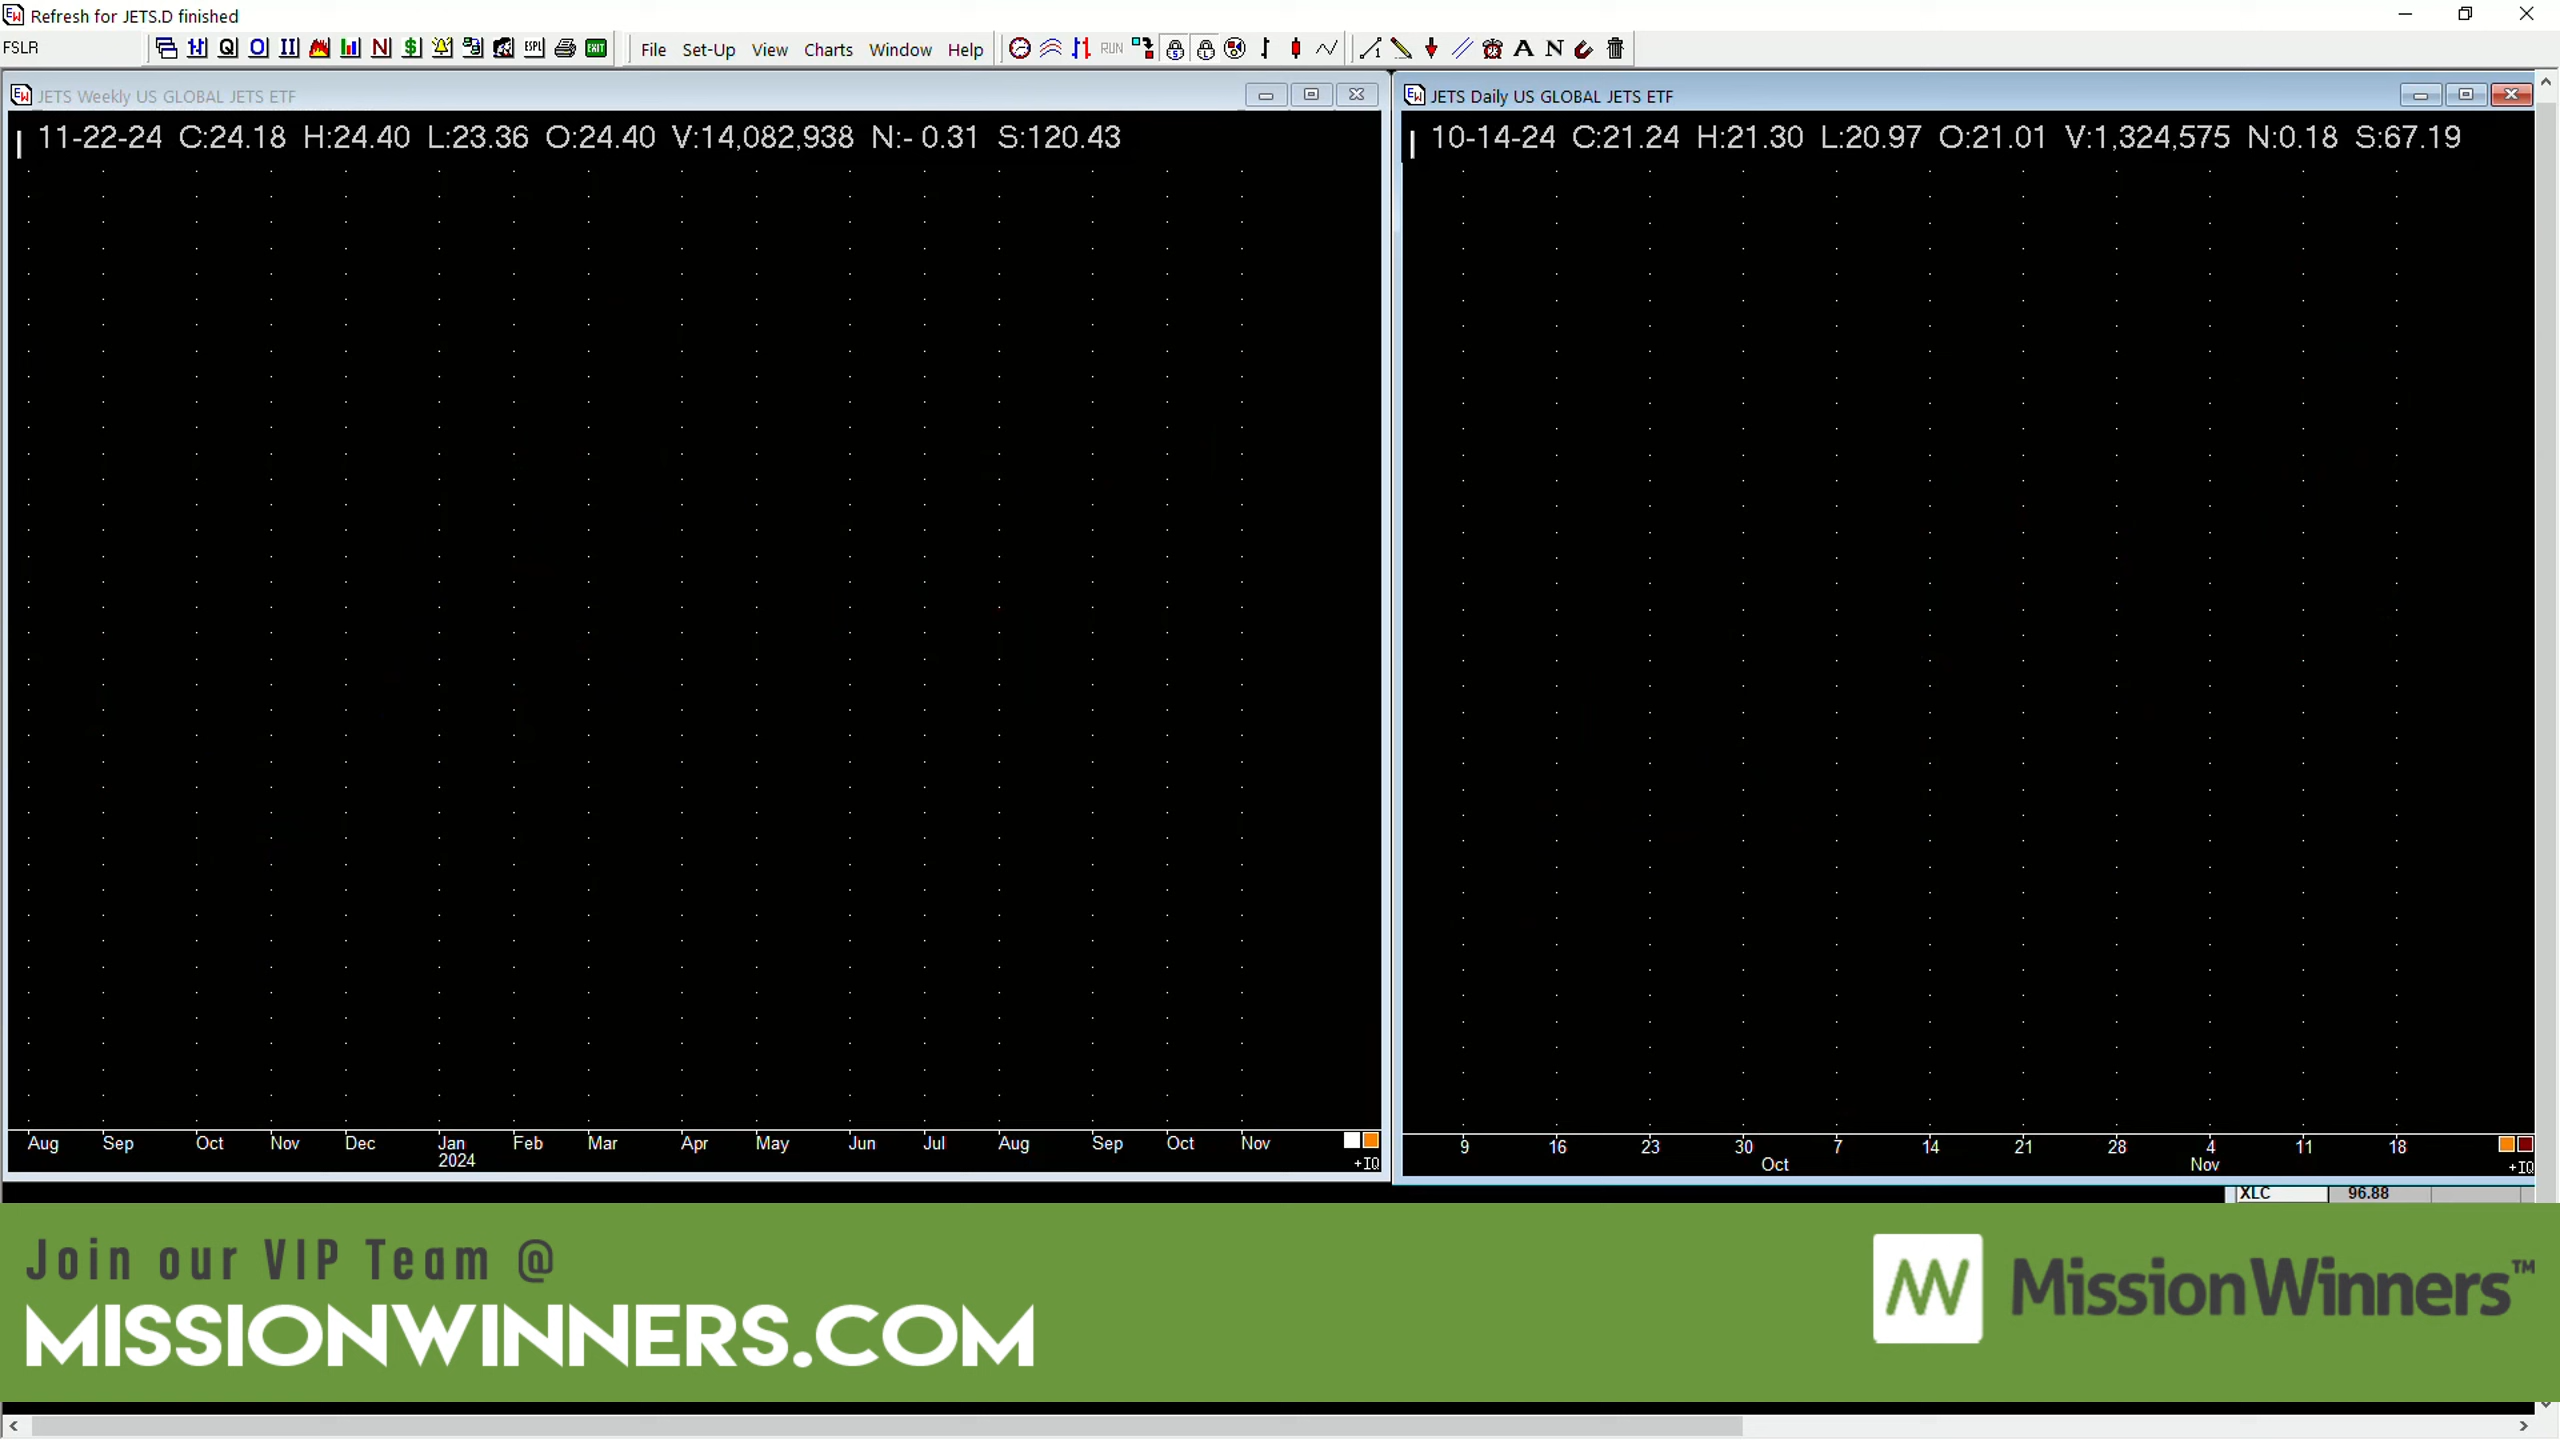 Refresh for JETS.D finished
FSLR
File Set-Up View Charts Window Help
RUN
ESPL
EXIT
JETS Weekly US GLOBAL JETS ETF
11-22-24 C:24.18 H:24.40 L:23.36 O:24.40 V:14,082,938 N:- 0.31 S:120.43
Aug Sep Oct Nov Dec Jan Feb Mar Apr May Jun Jul Aug Sep Oct Nov
2024
+IQ
JETS Daily US GLOBAL JETS ETF
10-14-24 C:21.24 H:21.30 L:20.97 O:21.01 V:1,324,575 N:0.18 S:67.19
9 16 23 30 7 14 21 28 4 11 18
Oct Nov
+IQ
XLC 96.88
Join our VIP Team @
MISSIONWINNERS.COM
MissionWinners™